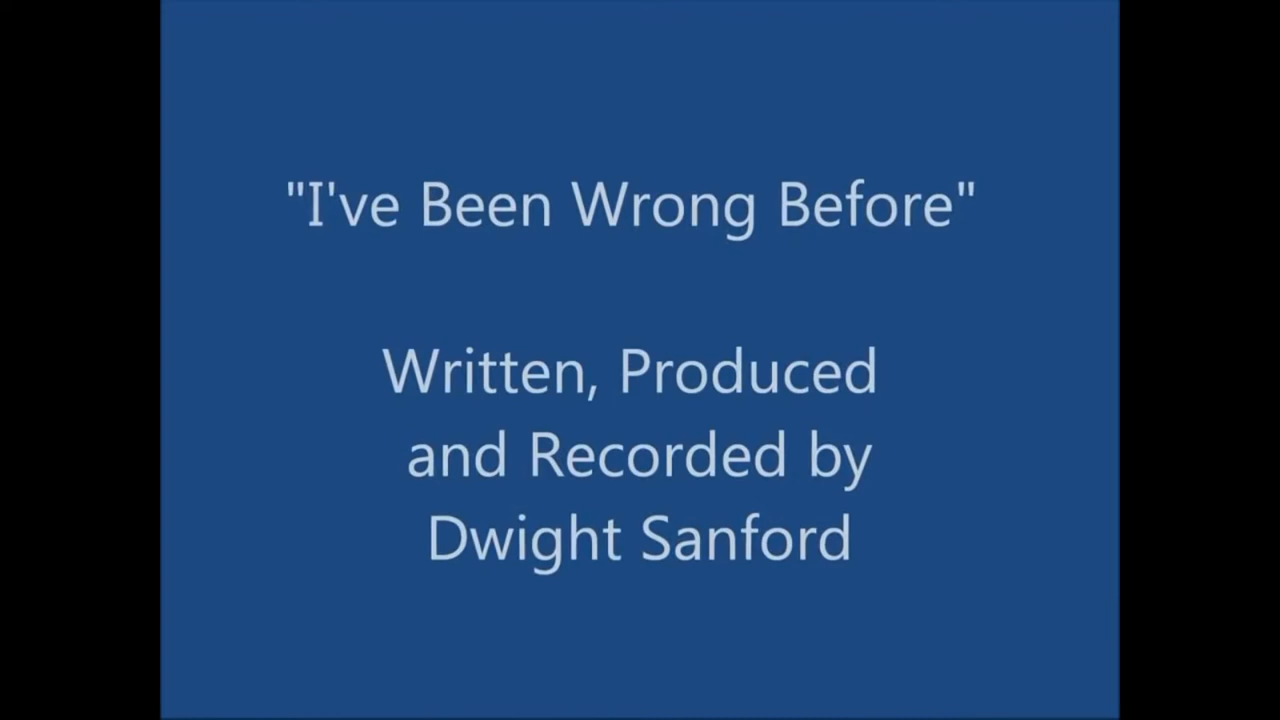 "I've Been Wrong Before"
Written, Produced
and Recorded by
Dwight Sanford